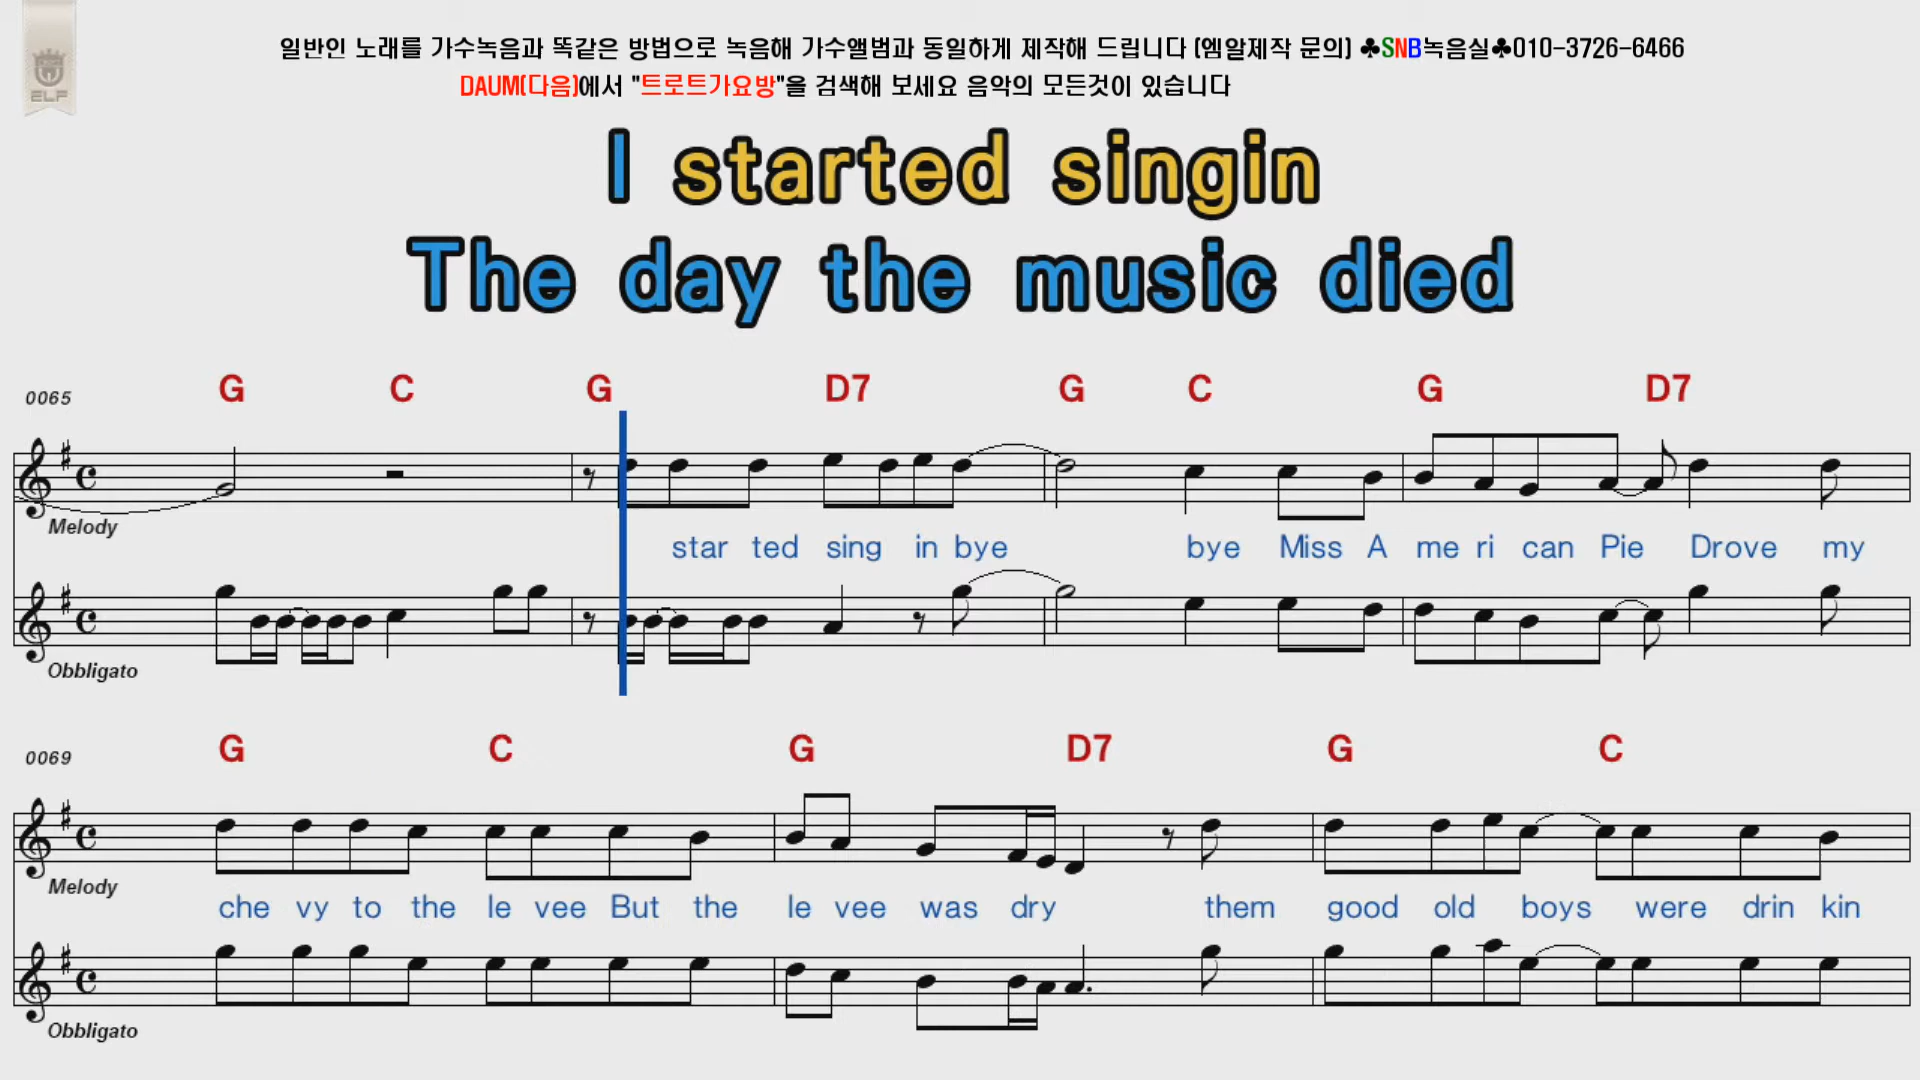 일반인 노래를 가수녹음과 똑같은 방법으로 녹음해 가수앨범과 동일하게 제작해 드립니다 [엠알제작 문의] ♣SNB녹음실♣010-3726-6466
ELF
DAUM[다음]에서 "트로트가요방"을 검색해 보세요 음악의 모든것이 있습니다
I started singin
The day the music died
0065 G C G D7 G C G D7
Melody
star ted sing in bye bye Miss A me ri can Pie Drove my
Obbligato
0069 G C G D7 G C
Melody
che vy to the le vee But the le vee was dry them good old boys were drin kin
Obbligato